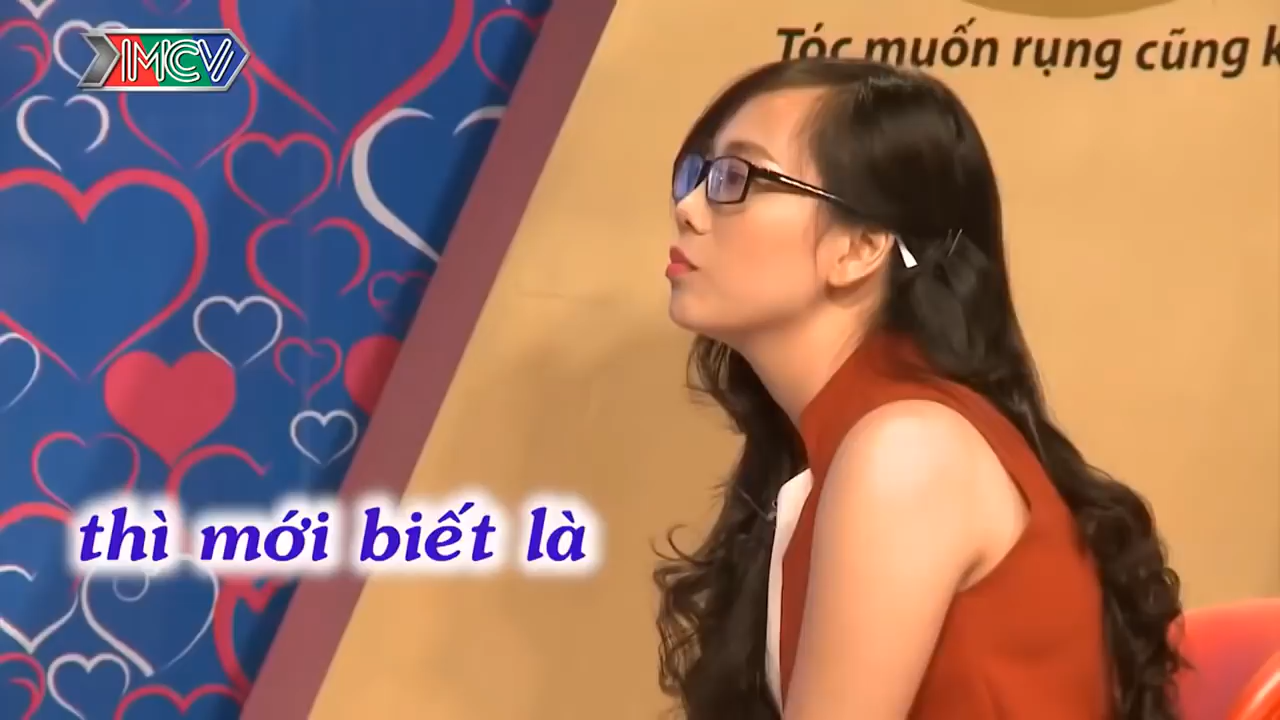 MCV
Tóc muốn rụng cũng k
thì mới biết là